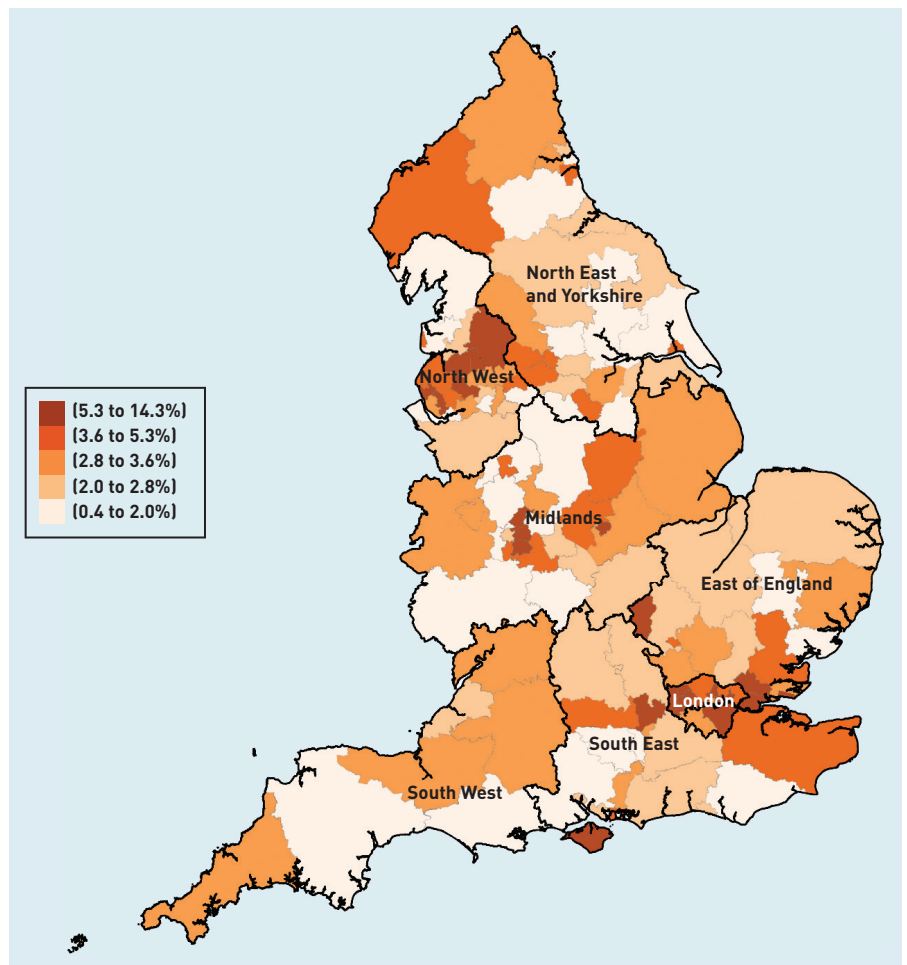 North East
and Yorkshire
North West
(5.3 to 14.3%)
(3.6 to 5.3%)
(2.8 to 3.6%)
(2.0 to 2.8%)
(0.4 to 2.0%)
Midlands
East of England
London
South East
South West